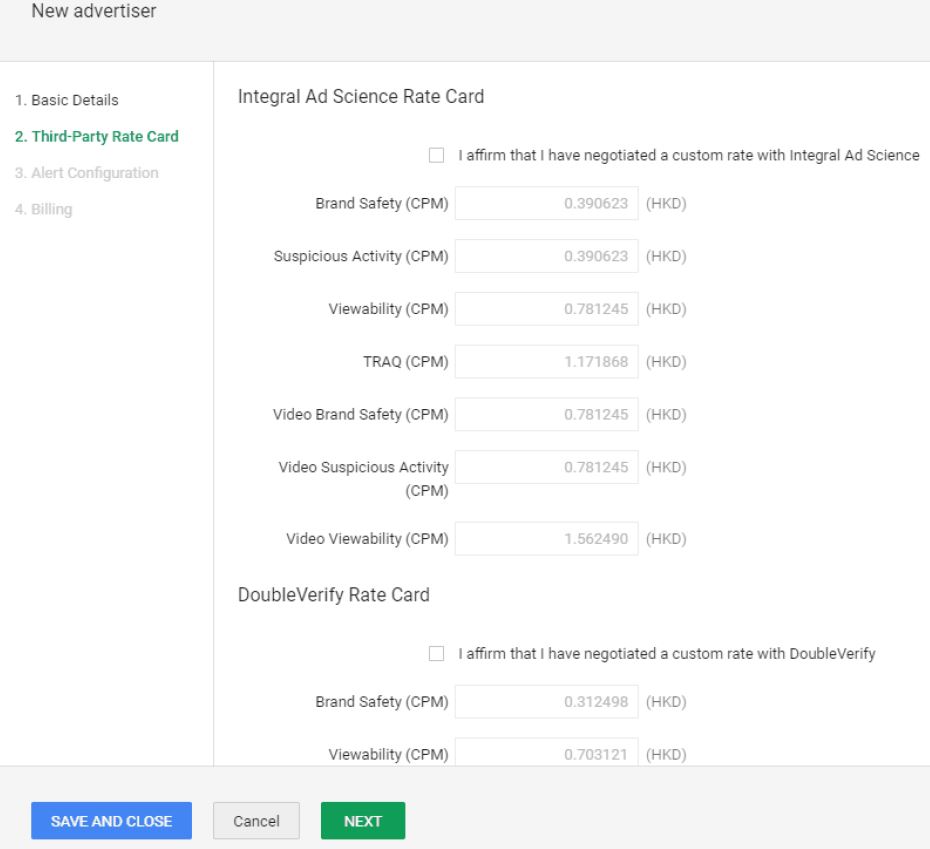 New advertiser
1. Basic Details
2. Third-Party Rate Card
3. Alert Configuration
4. Billing
Integral Ad Science Rate Card
I affirm that I have negotiated a custom rate with Integral Ad Science
Brand Safety (CPM) 0.390623 (HKD)
Suspicious Activity (CPM) 0.390623 (HKD)
Viewability (CPM) 0.781245 (HKD)
TRAQ (CPM) 1.171868 (HKD)
Video Brand Safety (CPM) 0.781245 (HKD)
Video Suspicious Activity 0.781245 (HKD)
(CPM)
Video Viewability (CPM) 1.562490 (HKD)
DoubleVerify Rate Card
I affirm that I have negotiated a custom rate with DoubleVerify
Brand Safety (CPM) 0.312498 (HKD)
Viewability (CPM) 0.703121 (HKD)
SAVE AND CLOSE Cancel NEXT